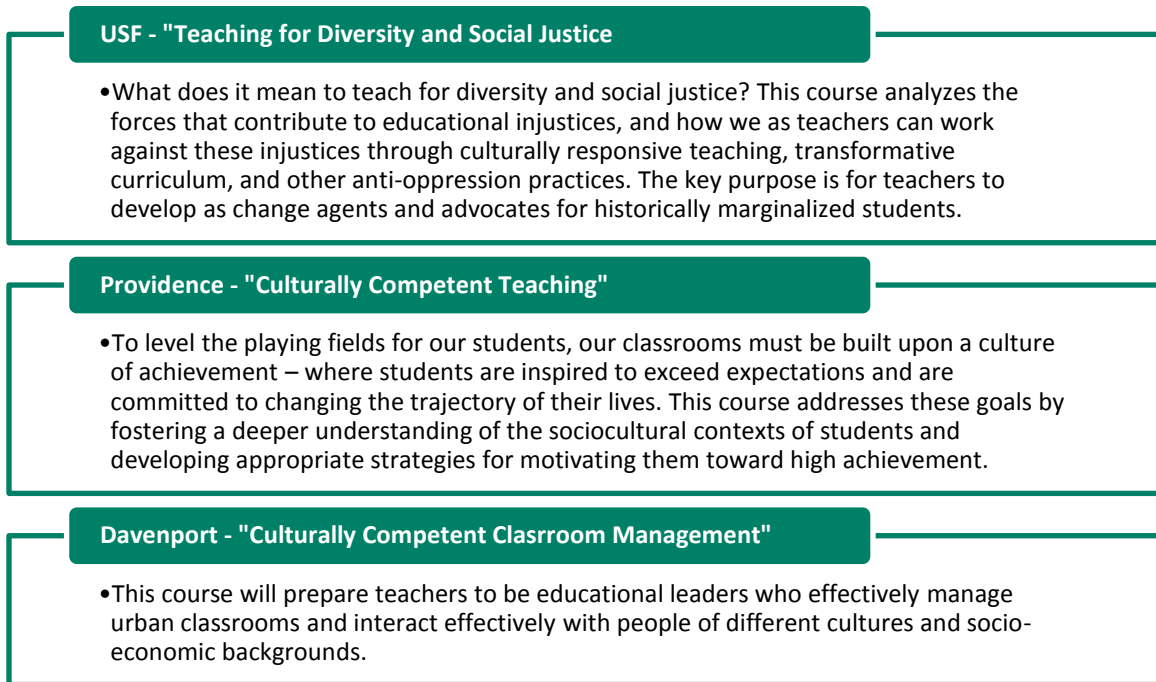 USF - "Teaching for Diversity and Social Justice
•What does it mean to teach for diversity and social justice? This course analyzes the
forces that contribute to educational injustices, and how we as teachers can work
against these injustices through culturally responsive teaching, transformative
curriculum, and other anti-oppression practices. The key purpose is for teachers to
develop as change agents and advocates for historically marginalized students.
Providence - "Culturally Competent Teaching"
•To level the playing fields for our students, our classrooms must be built upon a culture
of achievement – where students are inspired to exceed expectations and are
committed to changing the trajectory of their lives. This course addresses these goals by
fostering a deeper understanding of the sociocultural contexts of students and
developing appropriate strategies for motivating them toward high achievement.
Davenport - "Culturally Competent Clasrroom Management"
•This course will prepare teachers to be educational leaders who effectively manage
urban classrooms and interact effectively with people of different cultures and socio-
economic backgrounds.